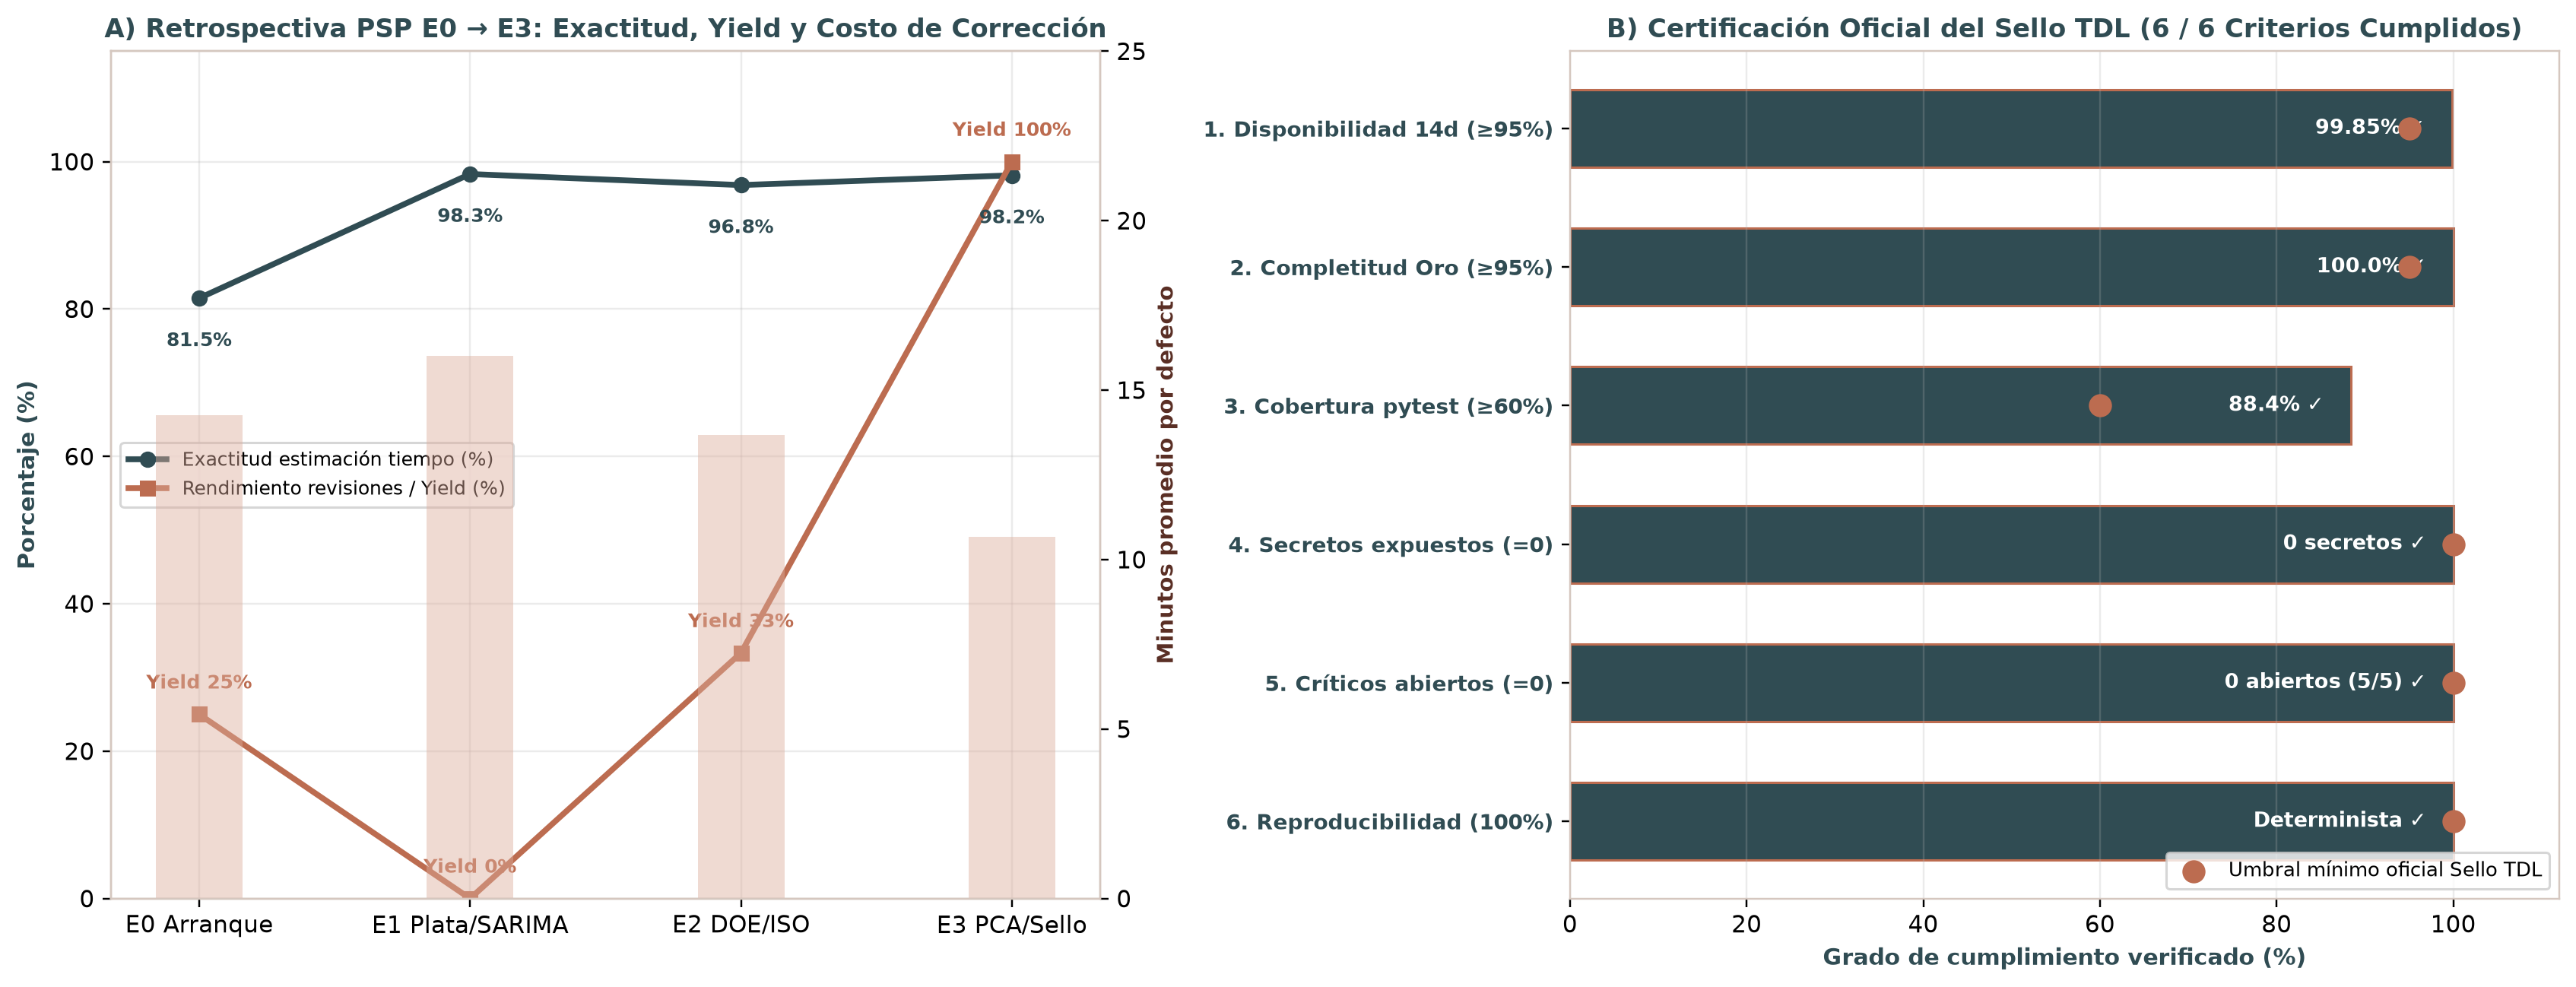 A) Retrospectiva PSP E0 → E3: Exactitud, Yield y Costo de Corrección
Porcentaje (%)
100
80
60
40
20
0
Yield 100%
98.3%
96.8%
98.2%
81.5%
Exactitud estimación tiempo (%)
Rendimiento revisiones / Yield (%)
Yield 33%
Yield 25%
Yield 0%
E0 Arranque
E1 Plata/SARIMA
E2 DOE/ISO
E3 PCA/Sello
25
20
15
10
5
0
Minutos promedio por defecto
B) Certificación Oficial del Sello TDL (6 / 6 Criterios Cumplidos)
1. Disponibilidad 14d (≥95%)
99.85%
2. Completitud Oro (≥95%)
100.0%
3. Cobertura pytest (≥60%)
88.4% ✓
4. Secretos expuestos (=0)
0 secretos ✓
5. Críticos abiertos (=0)
0 abiertos (5/5) ✓
6. Reproducibilidad (100%)
Determinista ✓
Umbral mínimo oficial Sello TDL
0
20
40
60
80
100
Grado de cumplimiento verificado (%)